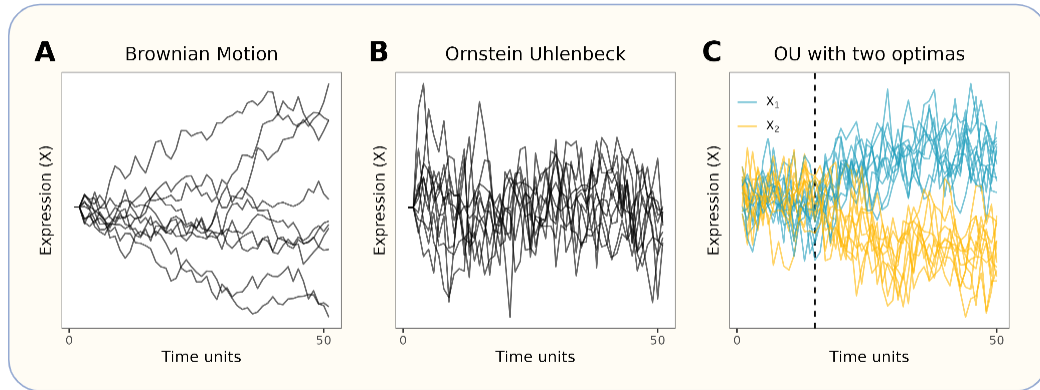 A Brownian Motion
Expression (X)
0 50
Time units
B Ornstein Uhlenbeck
Expression (X)
0 50
Time units
C OU with two optimas
X₁
X₂
Expression (X)
0 50
Time units